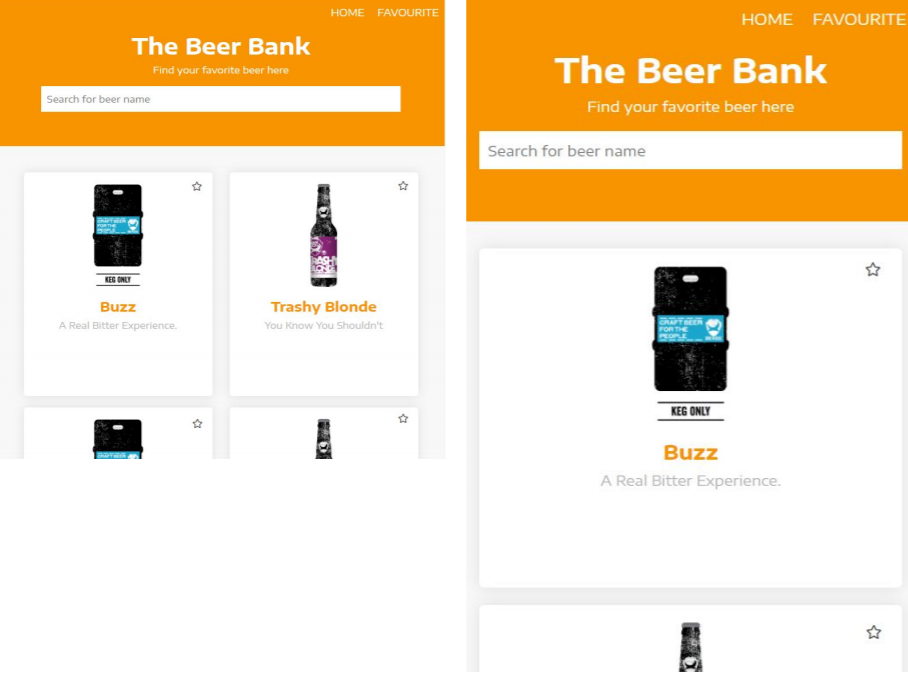 HOME FAVOURITE
The Beer Bank
Find your favorite beer here
Search for beer name
CRAFT BEER
FOR THE
PEOPLE
KEG ONLY
Buzz
A Real Bitter Experience.
TRASHY
BLONDE
Trashy Blonde
You Know You Shouldn't
HOME FAVOURITE
The Beer Bank
Find your favorite beer here
Search for beer name
CRAFT BEER
FOR THE
PEOPLE
KEG ONLY
Buzz
A Real Bitter Experience.